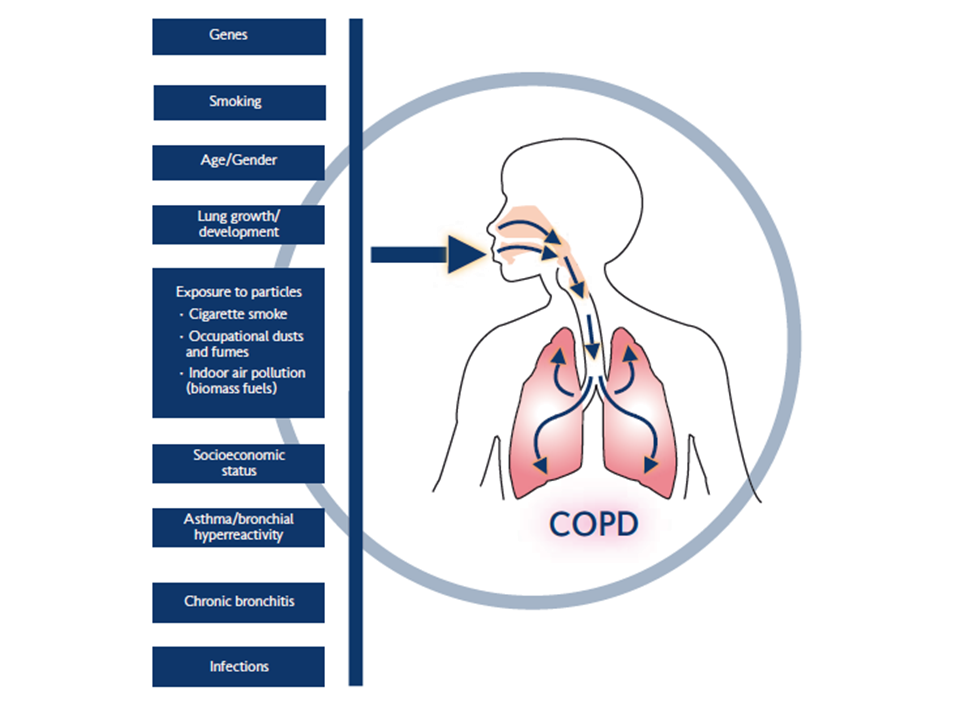 Genes
Smoking
Age/Gender
Lung growth/
development
Exposure to particles
· Cigarette smoke
· Occupational dusts
and fumes
· Indoor air pollution
(biomass fuels)
Socioeconomic
status
Asthma/bronchial
hyperreactivity
Chronic bronchitis
Infections
COPD